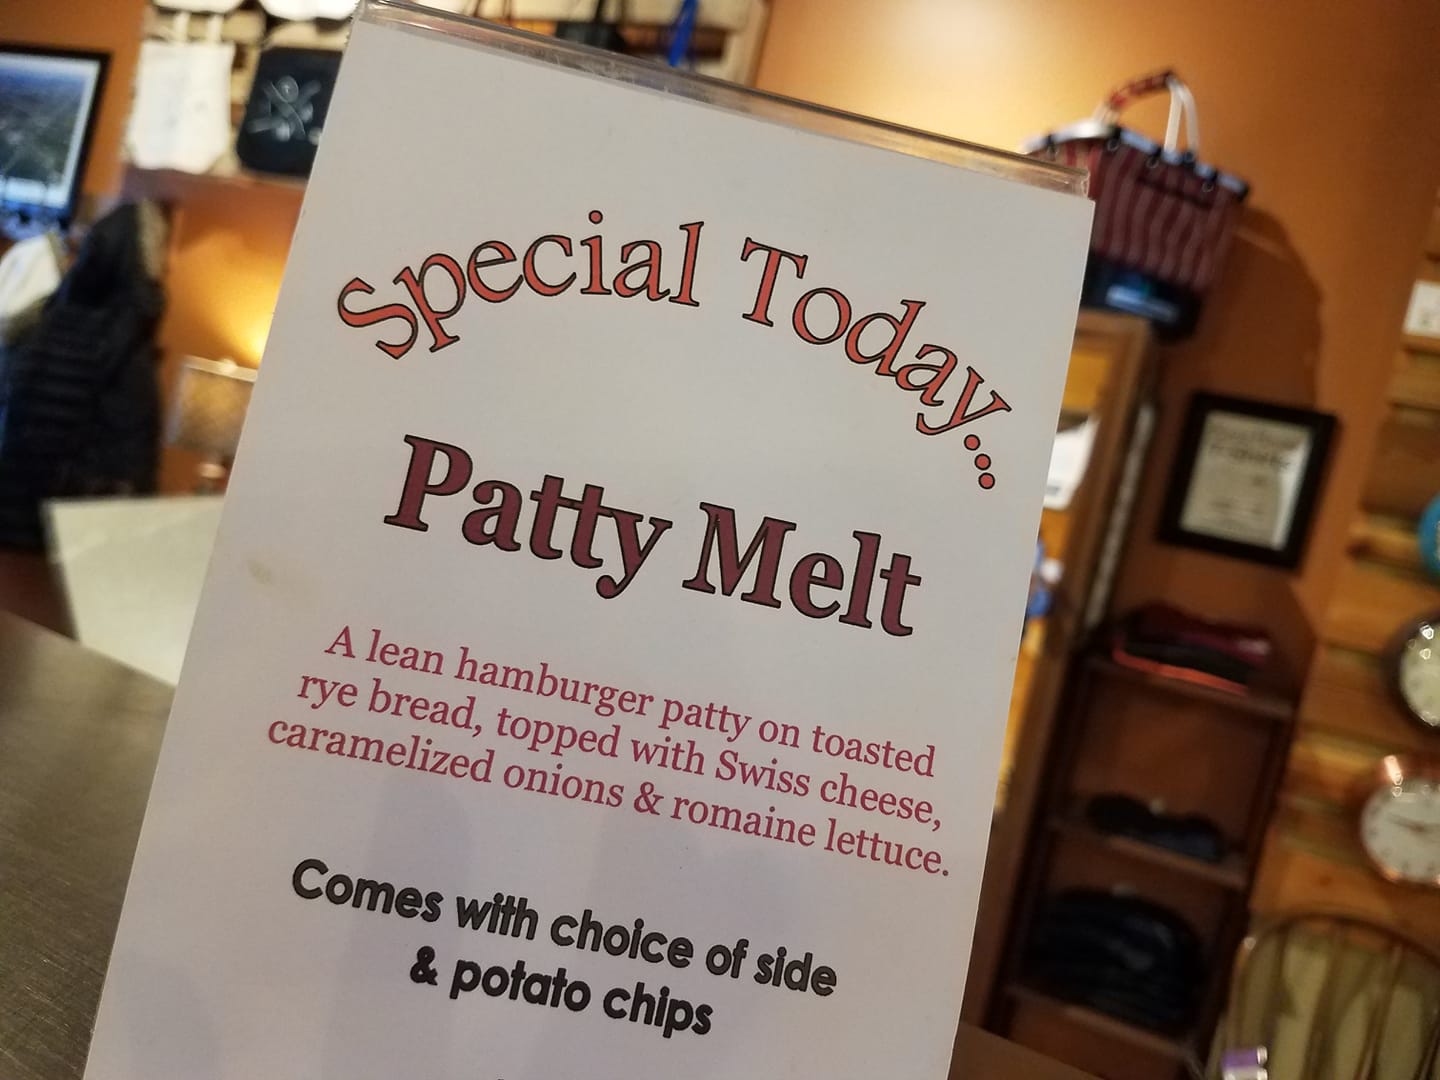 Special Today...
Patty Melt
A lean hamburger patty on toasted
rye bread, topped with Swiss cheese,
caramelized onions & romaine lettuce.
Comes with choice of side
& potato chips